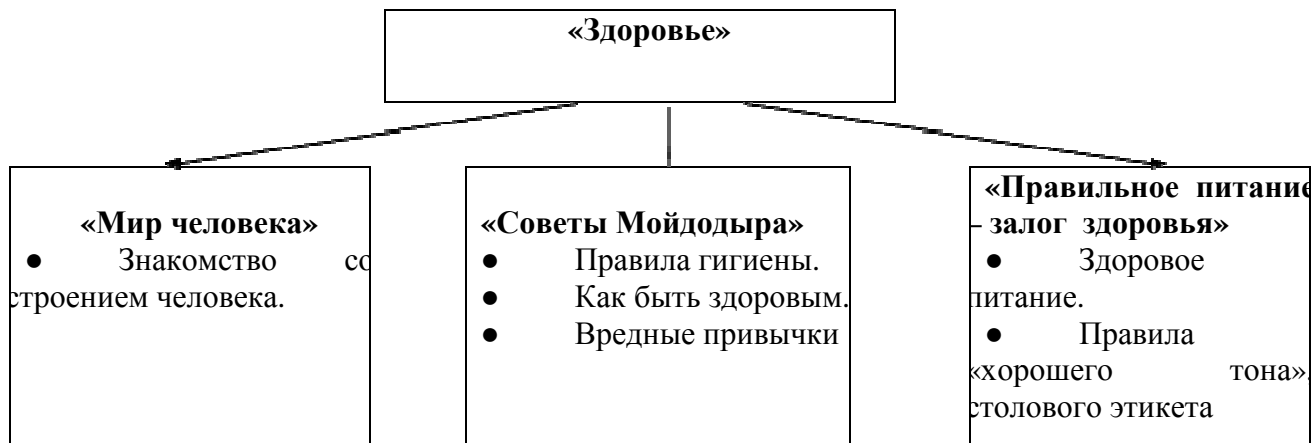 «Здоровье»
«Мир человека»
● Знакомство со
строением человека.
«Советы Мойдодыра»
● Правила гигиены.
● Как быть здоровым.
● Вредные привычки
«Правильное питание
– залог здоровья»
● Здоровое
питание.
● Правила
«хорошего тона»,
столового этикета